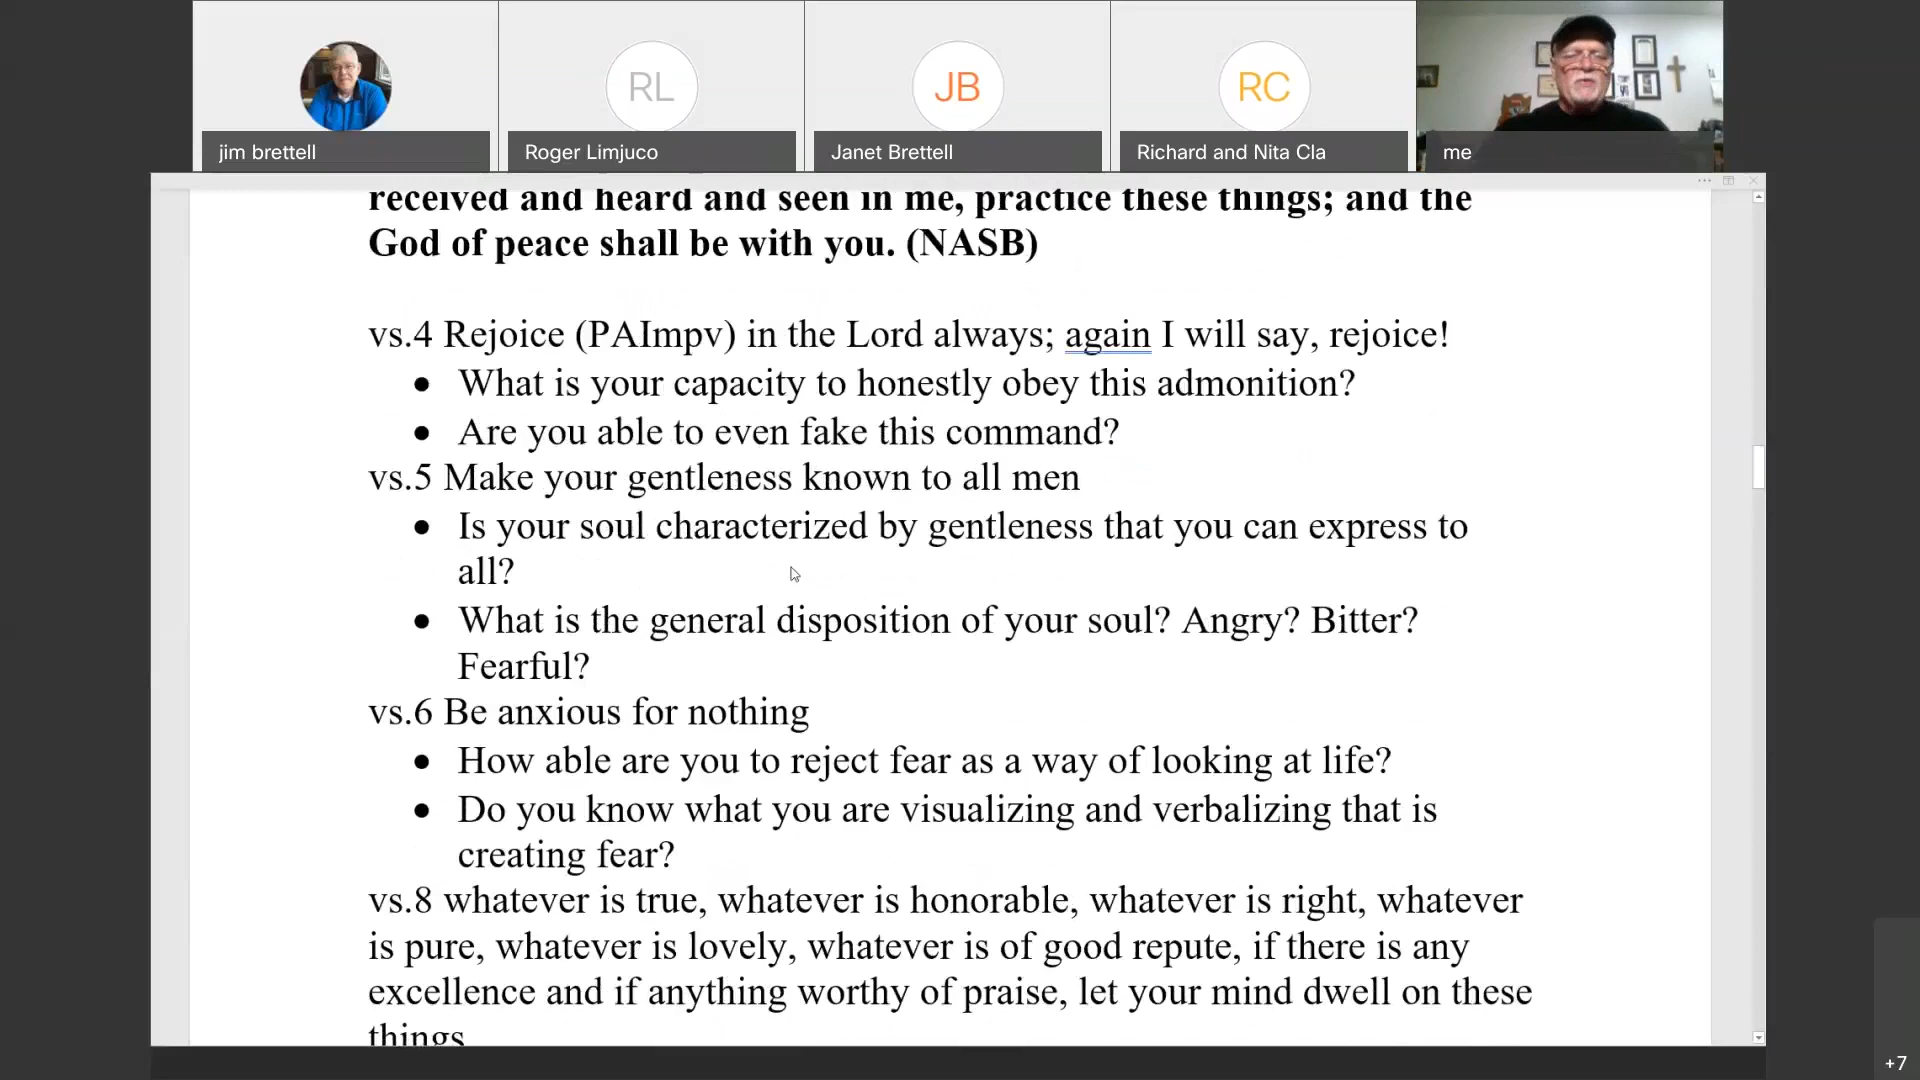 RL
JB
RC
jim brettell
Roger Limjuco
Janet Brettell
Richard and Nita Cla
me
received and heard and seen in me, practice these things; and the
God of peace shall be with you. (NASB)
vs.4 Rejoice (PAImpv) in the Lord always; again I will say, rejoice!
• What is your capacity to honestly obey this admonition?
• Are you able to even fake this command?
vs.5 Make your gentleness known to all men
• Is your soul characterized by gentleness that you can express to
all?
• What is the general disposition of your soul? Angry? Bitter?
Fearful?
vs.6 Be anxious for nothing
• How able are you to reject fear as a way of looking at life?
• Do you know what you are visualizing and verbalizing that is
creating fear?
vs.8 whatever is true, whatever is honorable, whatever is right, whatever
is pure, whatever is lovely, whatever is of good repute, if there is any
excellence and if anything worthy of praise, let your mind dwell on these
things
+7